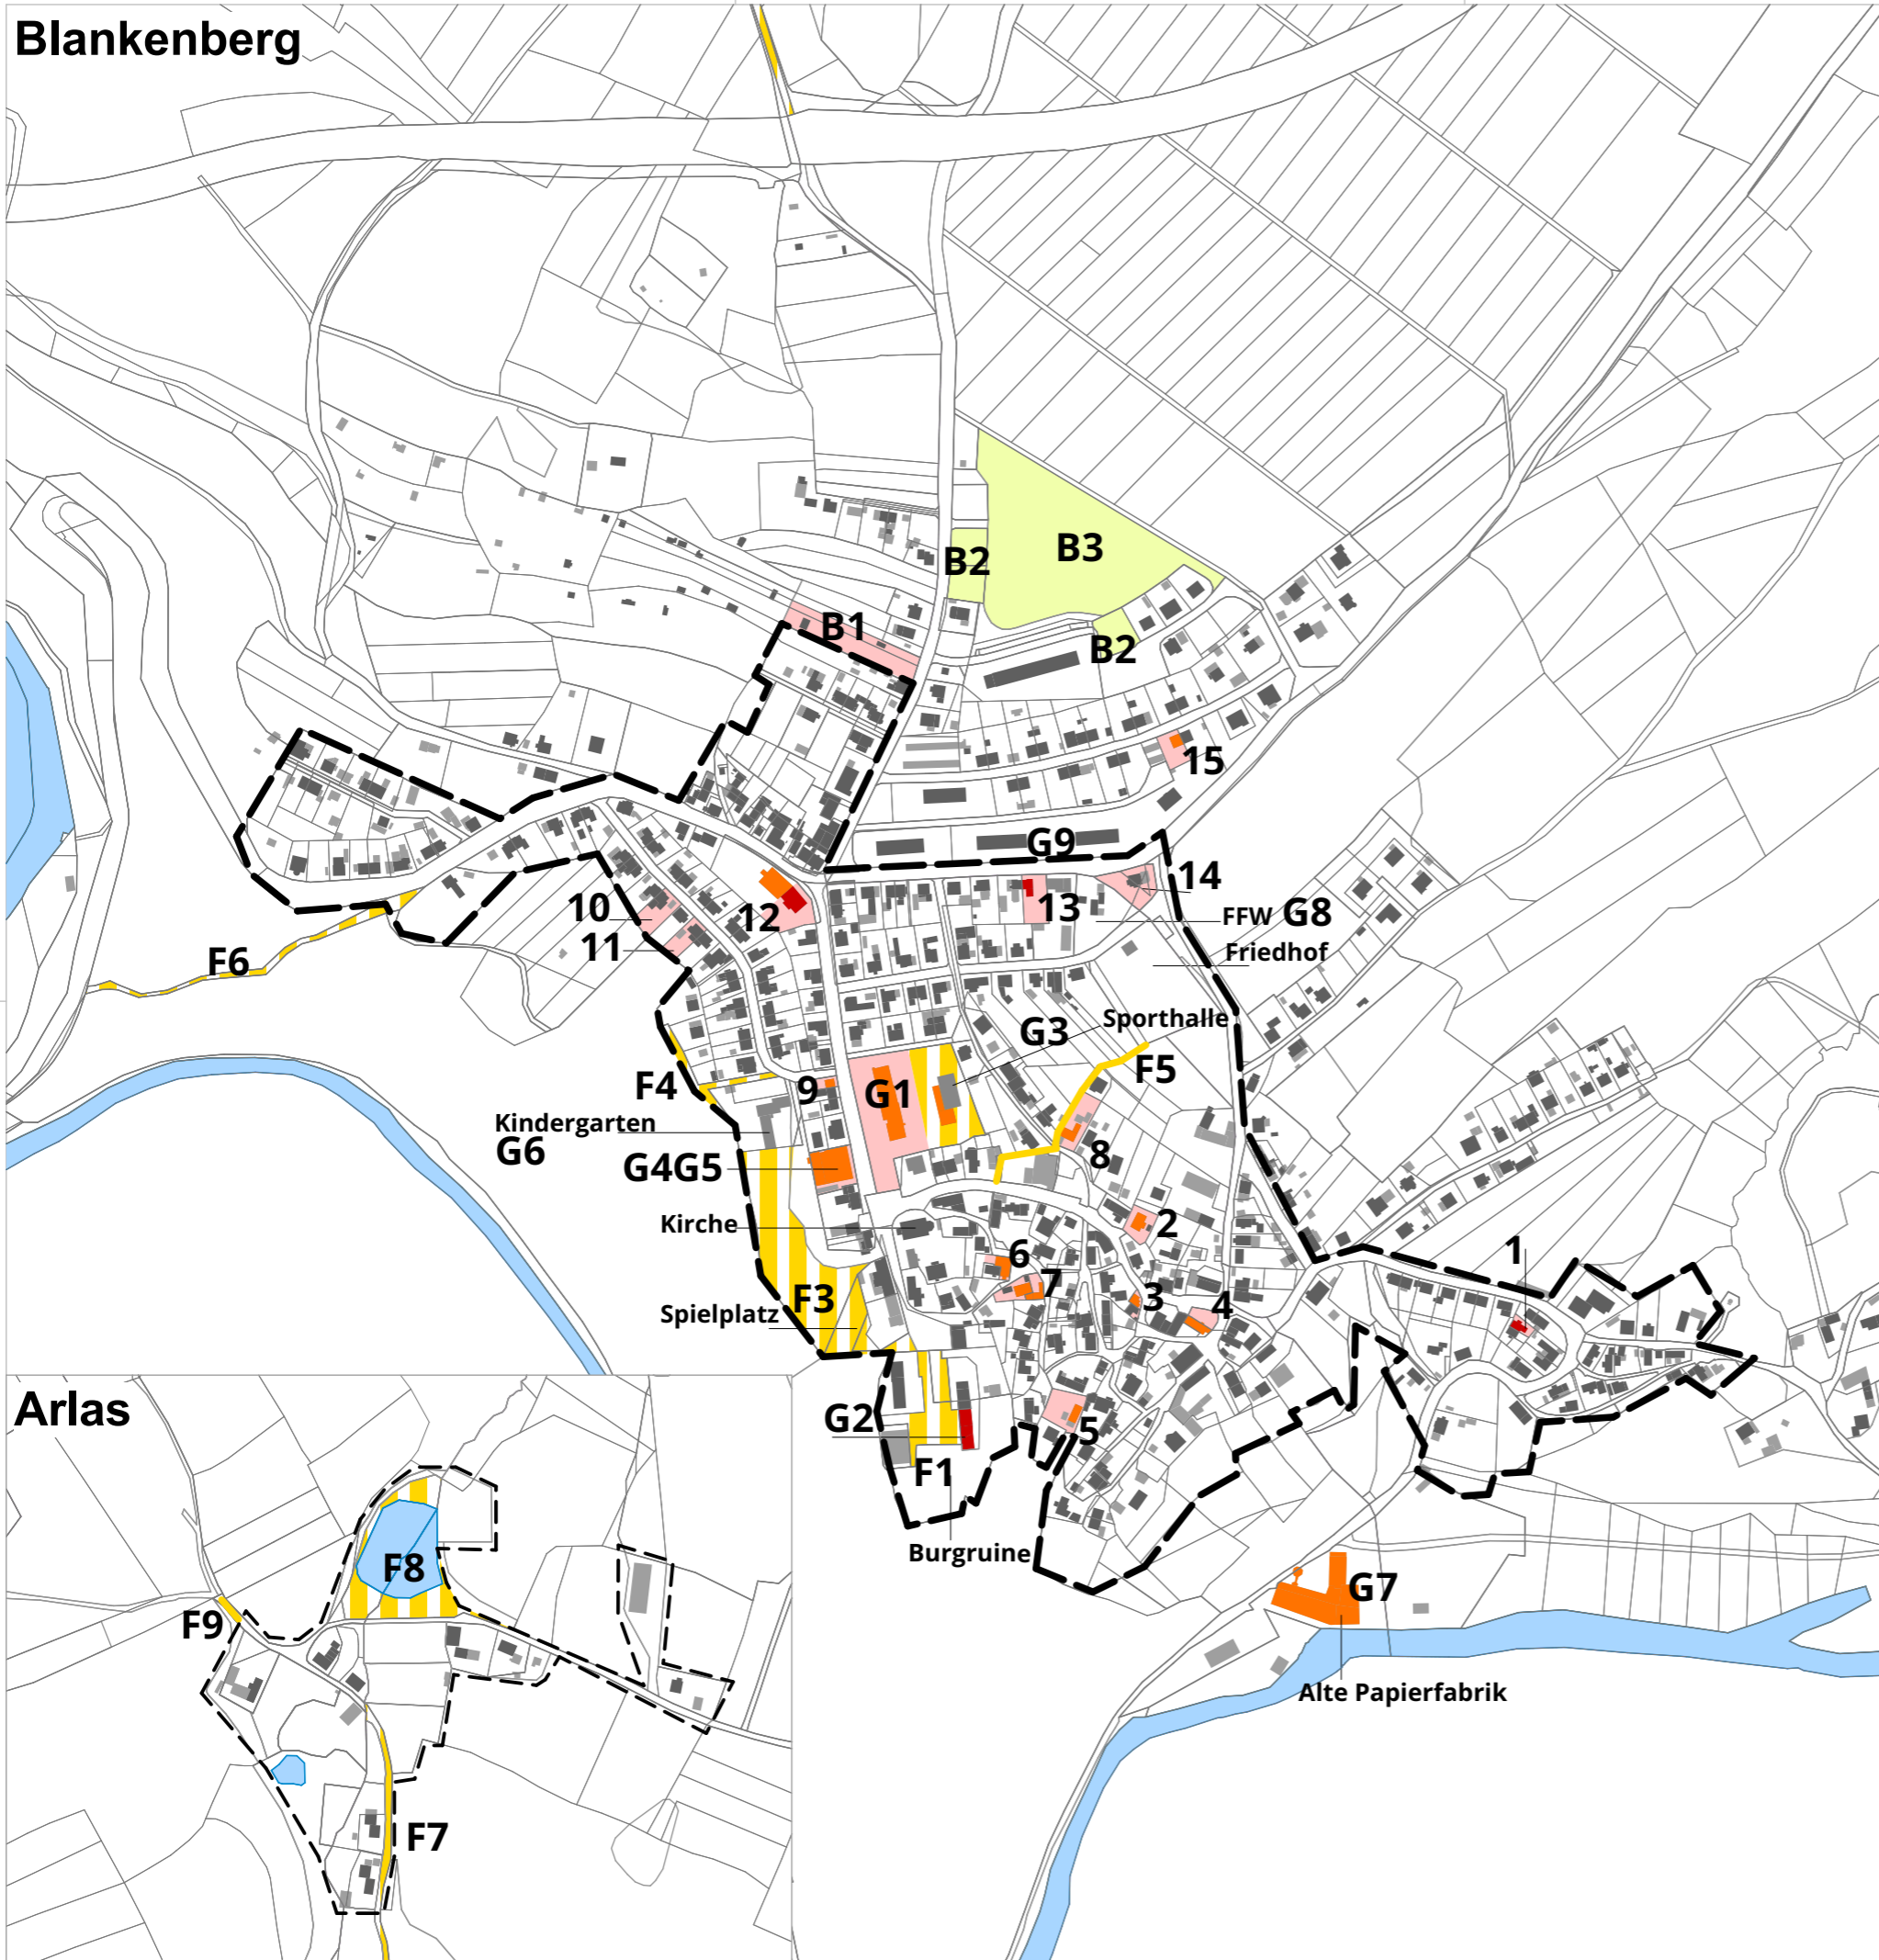 Blankenberg
B3
B2
B1
B2
15
G9
14
10
12
13
FFW G8
11
Friedhof
F6
Sporthalle
G3
F5
F4
9
G1
Kindergarten
G6
8
G4G5
Kirche
2
6
1
7
3
4
F3
Spielplatz
Arlas
G2
5
F1
Burgruine
F8
G7
F9
Alte Papierfabrik
F7